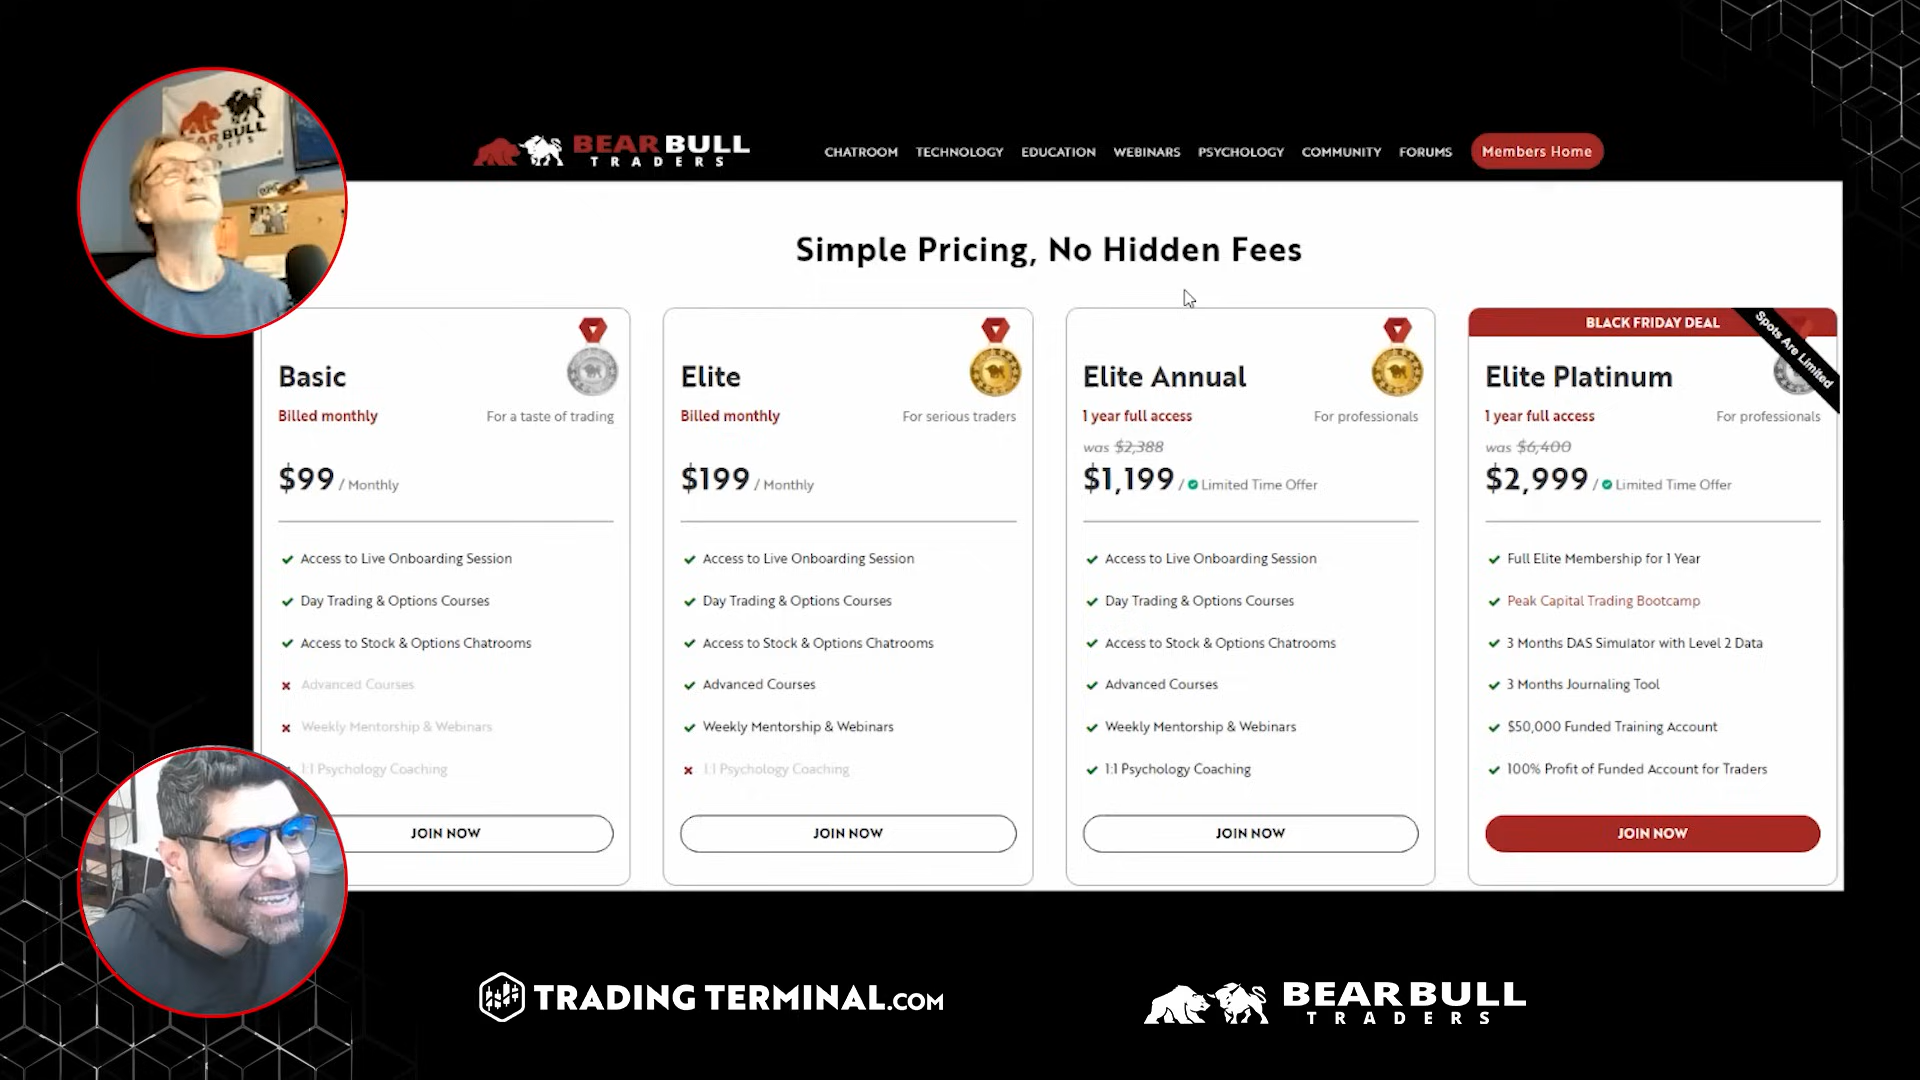 BEAR BULL
TRADERS
CHATROOM TECHNOLOGY EDUCATION WEBINARS PSYCHOLOGY COMMUNITY FORUMS Members Home
Simple Pricing, No Hidden Fees
Basic
Billed monthly For a taste of trading
$99 / Monthly
Access to Live Onboarding Session
Day Trading & Options Courses
Access to Stock & Options Chatrooms
Advanced Courses
Weekly Mentorship & Webinars
1:1 Psychology Coaching
JOIN NOW
Elite
Billed monthly For serious traders
$199 / Monthly
Access to Live Onboarding Session
Day Trading & Options Courses
Access to Stock & Options Chatrooms
Advanced Courses
Weekly Mentorship & Webinars
1:1 Psychology Coaching
JOIN NOW
Elite Annual
1 year full access For professionals
was $2,388
$1,199 / Limited Time Offer
Access to Live Onboarding Session
Day Trading & Options Courses
Access to Stock & Options Chatrooms
Advanced Courses
Weekly Mentorship & Webinars
1:1 Psychology Coaching
JOIN NOW
BLACK FRIDAY DEAL
Spots Are Limited
Elite Platinum
1 year full access For professionals
was $6,400
$2,999 / Limited Time Offer
Full Elite Membership for 1 Year
Peak Capital Trading Bootcamp
3 Months DAS Simulator with Level 2 Data
3 Months Journaling Tool
$50,000 Funded Training Account
100% Profit of Funded Account for Traders
JOIN NOW
TRADING TERMINAL.COM
BEAR BULL
TRADERS